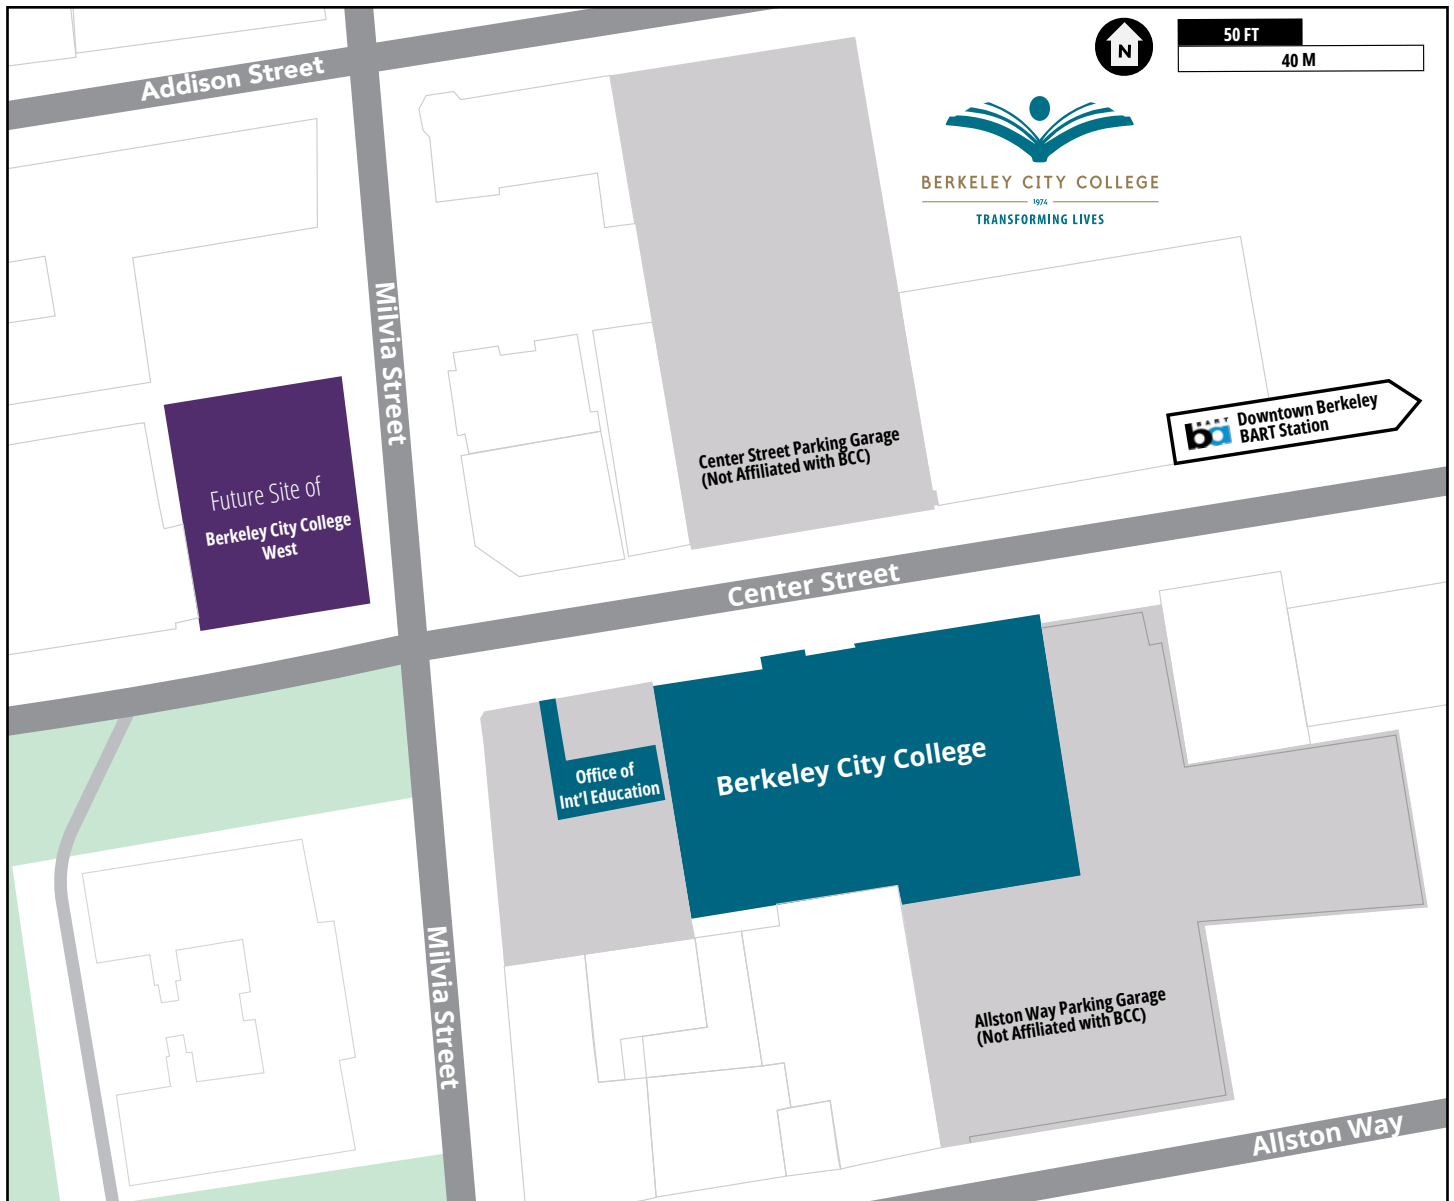 50 FT
40 M
N
Addison Street
BERKELEY CITY COLLEGE
1974
TRANSFORMING LIVES
Milvia Street
Downtown Berkeley
BART Station
BART
ba
Center Street Parking Garage
(Not Affiliated with BCC)
Future Site of
Berkeley City College
West
Center Street
Berkeley City College
Office of
Int'l Education
Milvia Street
Allston Way Parking Garage
(Not Affiliated with BCC)
Allston Way